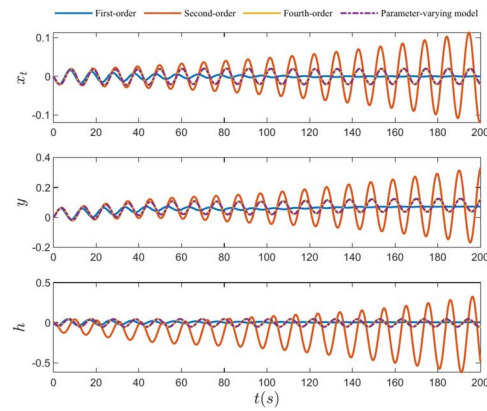 First-order Second-order Fourth-order Parameter-varying model
0.1
0
-0.1
x_t
0 20 40 60 80 100 120 140 160 180 200
0.4
0.2
0
-0.2
y
0 20 40 60 80 100 120 140 160 180 200
0.5
0
-0.5
h
0 20 40 60 80 100 120 140 160 180 200
t(s)